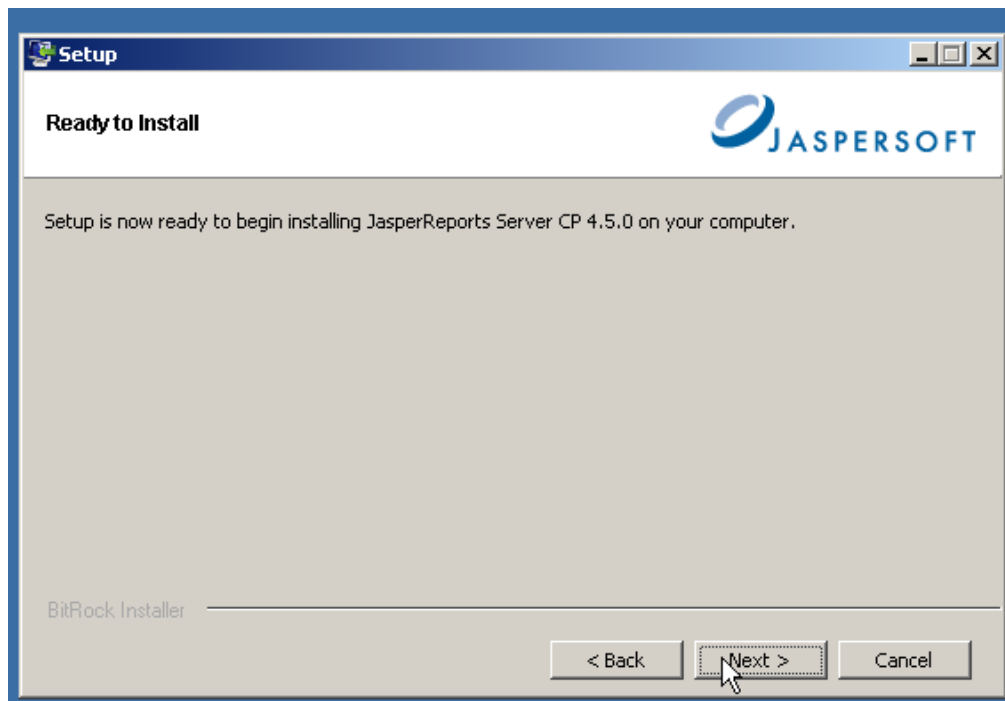 Setup
Ready to Install
JASPERSOFT
Setup is now ready to begin installing JasperReports Server CP 4.5.0 on your computer.
BitRock Installer
< Back Next > Cancel